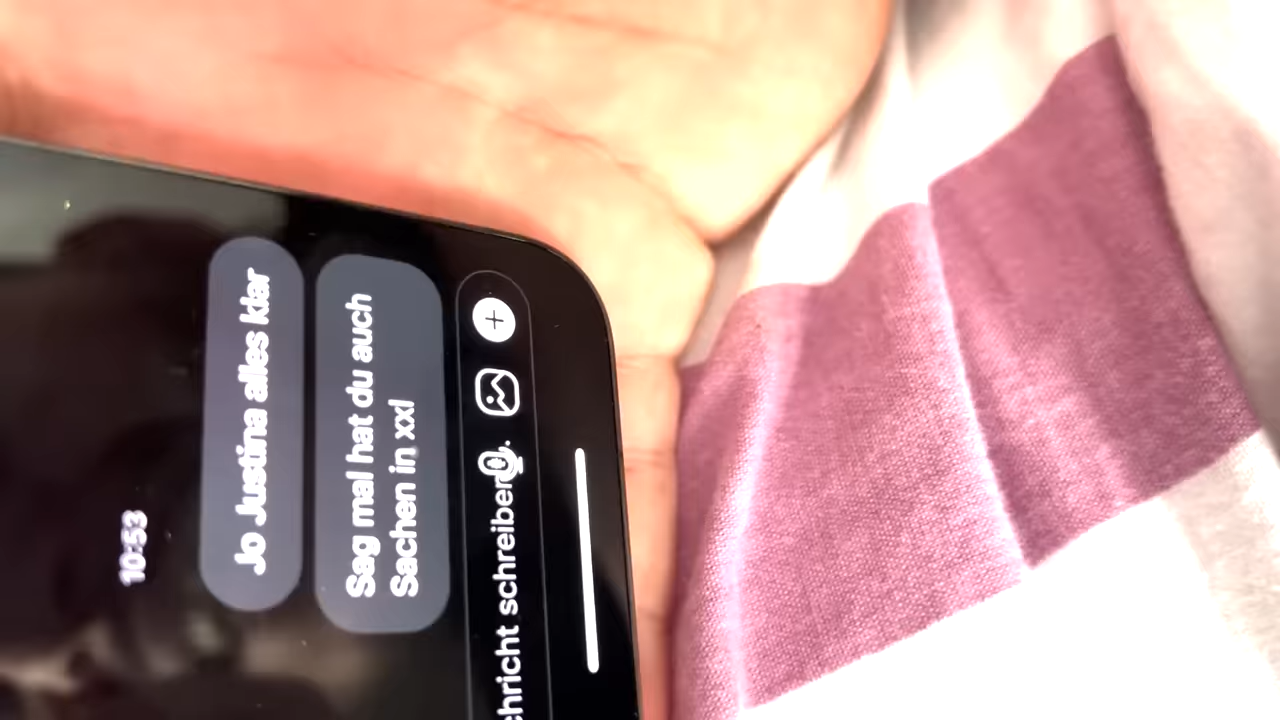 10:53
Jo Justina alles klar
Sag mal hat du auch
Sachen in xxl
chricht schreiben